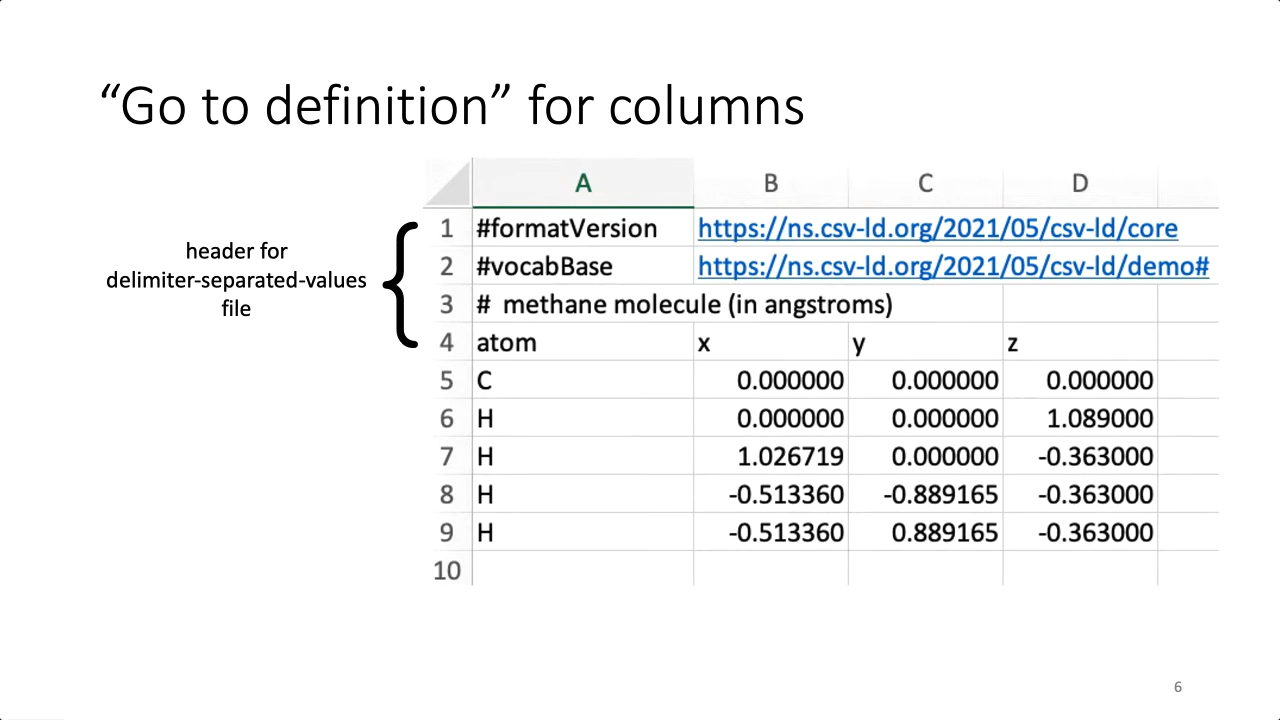 “Go to definition” for columns
header for
delimiter-separated-values
file
A B C D
1 #formatVersion https://ns.csv-ld.org/2021/05/csv-ld/core
2 #vocabBase https://ns.csv-ld.org/2021/05/csv-ld/demo#
3 # methane molecule (in angstroms)
4 atom x y z
5 C 0.000000 0.000000 0.000000
6 H 0.000000 0.000000 1.089000
7 H 1.026719 0.000000 -0.363000
8 H -0.513360 -0.889165 -0.363000
9 H -0.513360 0.889165 -0.363000
10
6